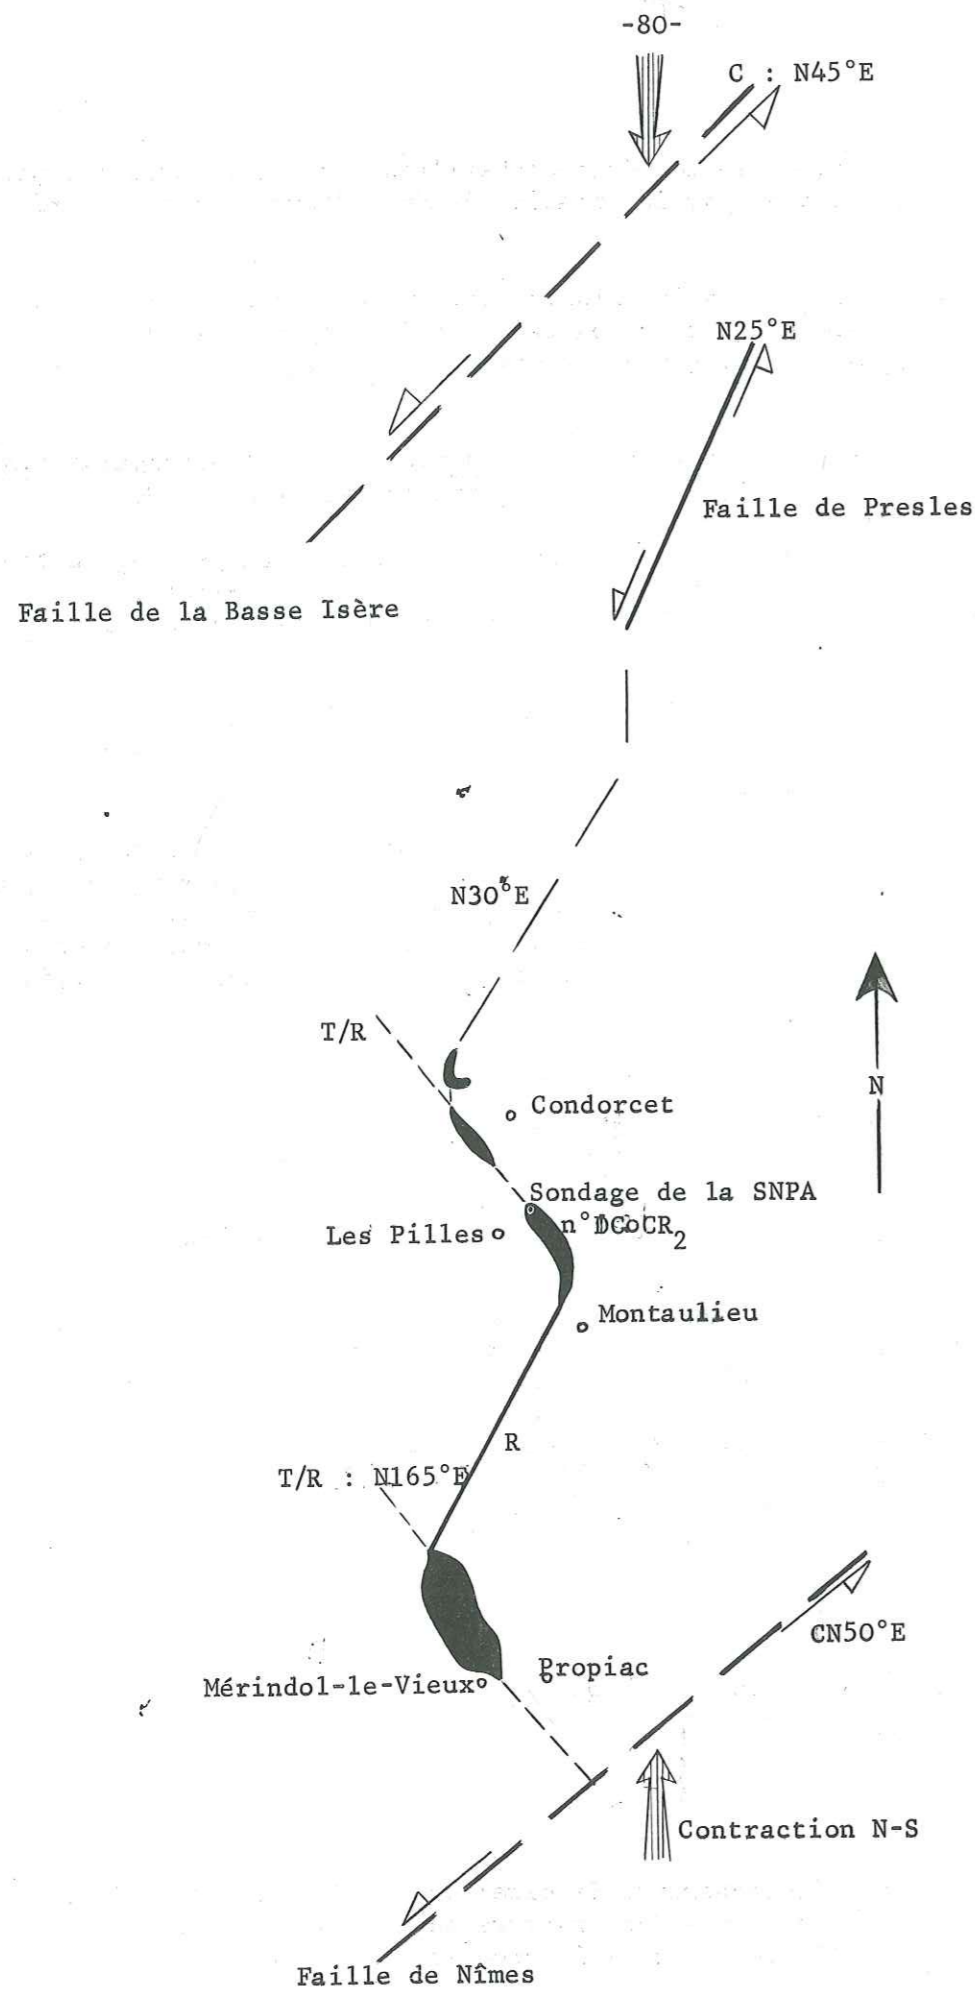 -80-
C : N45°E
N25°E
Faille de Presles
Faille de la Basse Isère
N30°E
T/R
N
Condorcet
Sondage de la SNPA
Les Pilles
Montaulieu
R
T/R : N165°E
CN50°E
Propiac
Mérindol-le-Vieux
Contraction N-S
Faille de Nîmes